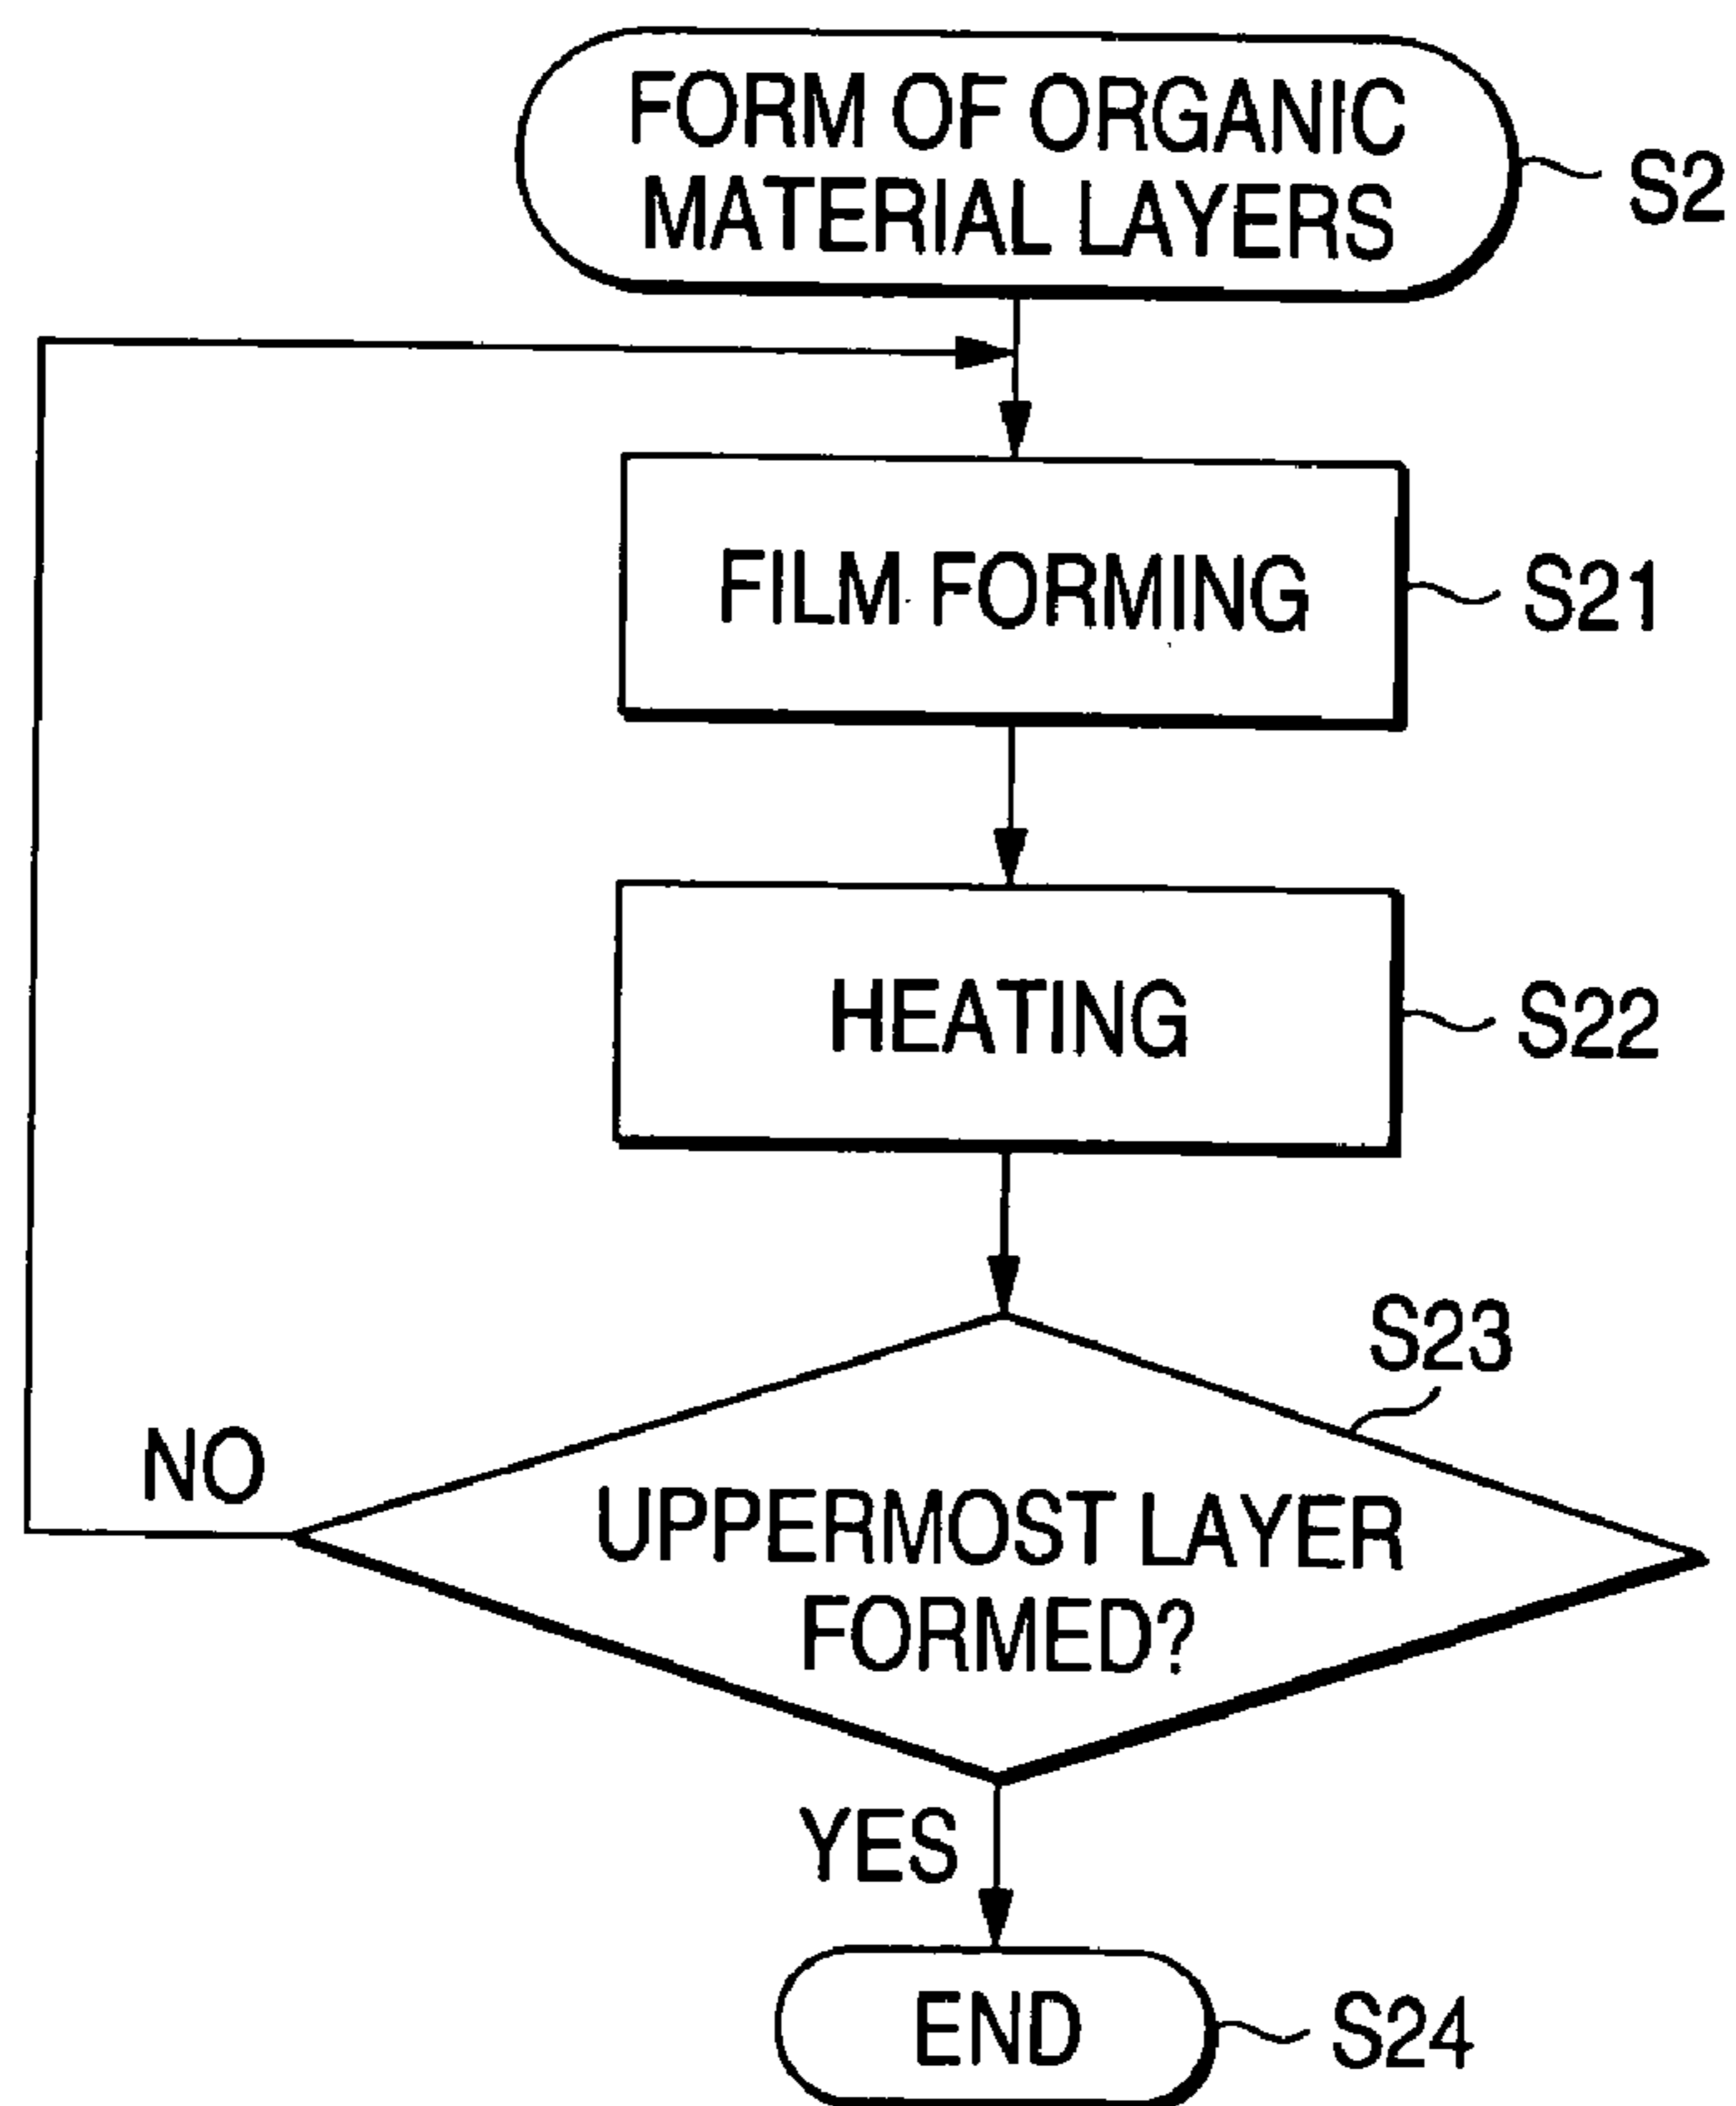 FORM OF ORGANIC
MATERIAL LAYERS
S2
FILM FORMING
S21
HEATING
S22
S23
NO
UPPERMOST LAYER
FORMED?
YES
END
S24